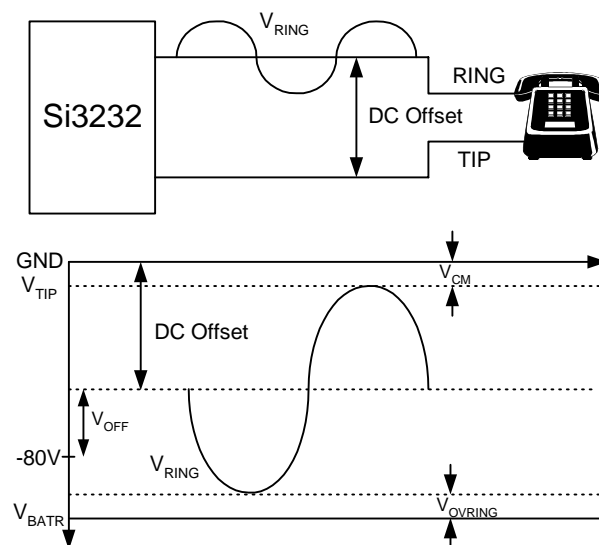 V_RING
Si3232
RING
DC Offset
TIP
GND
V_CM
V_TIP
DC Offset
V_OFF
-80V
V_RING
V_OVRING
V_BATR